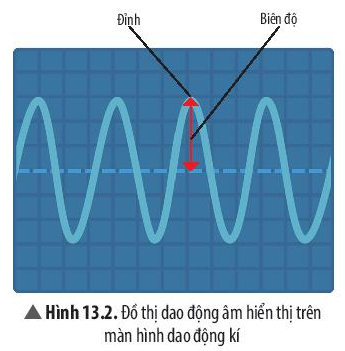 Đỉnh
Biên độ
▲ Hình 13.2. Đồ thị dao động âm hiển thị trên
màn hình dao động kí